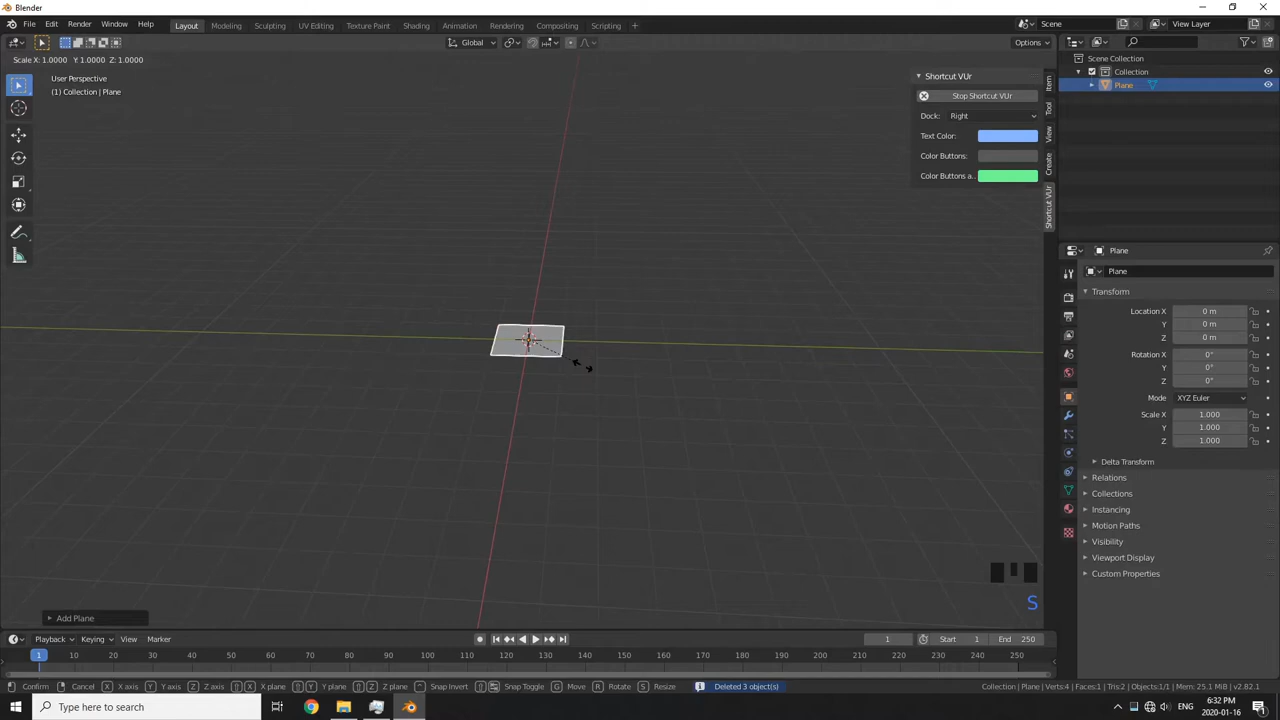 Blender
File Edit Render Window Help
Layout Modeling Sculpting UV Editing Texture Paint Shading Animation Rendering Compositing Scripting +
Scene View Layer
Global Options
Scale X: 1.0000 Y: 1.0000 Z: 1.0000
User Perspective
(1) Collection | Plane
Shortcut VUr
Stop Shortcut VUr
Dock: Right
Text Color:
Color Buttons:
Color Buttons a..
Item
Tool
View
Create
Shortcut VUr
Scene Collection
Collection
Plane
Plane
Plane
Transform
Location X 0 m
Y 0 m
Z 0 m
Rotation X 0°
Y 0°
Z 0°
Mode XYZ Euler
Scale X 1.000
Y 1.000
Z 1.000
Delta Transform
Relations
Collections
Instancing
Motion Paths
Visibility
Viewport Display
Custom Properties
S
Add Plane
Playback Keying View Marker
1 Start 1 End 250
1 10 20 30 40 50 60 70 80 90 100 110 120 130 140 150 160 170 180 190 200 210 220 230 240 250
Confirm Cancel X X axis Y Y axis Z Z axis X X plane Y Y plane Z Z plane Snap Invert Snap Toggle G Move R Rotate S Resize Deleted 3 object(s) Collection | Plane | Verts:4 | Faces:1 | Tris:2 | Objects:1/1 | Mem: 25.1 MiB | v2.82.1
Type here to search
ENG 6:32 PM 2020-01-16